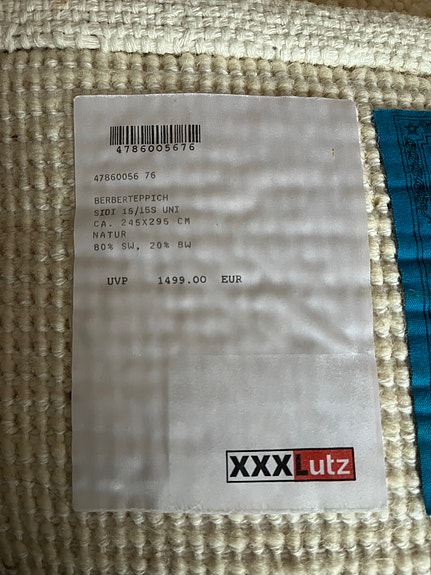 4786005676
47860056 76
BERBERTEPPICH
SIDI 15/15S UNI
CA. 245X295 CM
NATUR
80% SW, 20% BW
UVP 1499.00 EUR
XXXLutz